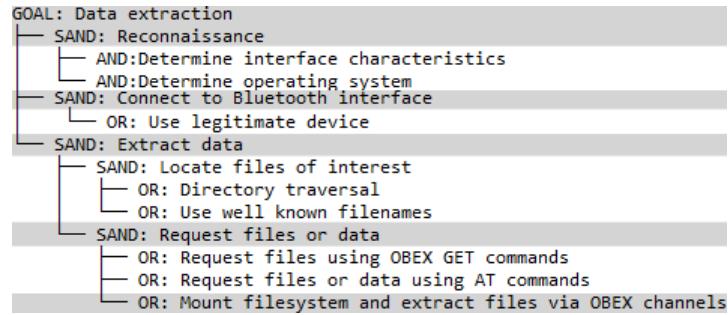 GOAL: Data extraction
SAND: Reconnaissance
AND:Determine interface characteristics
AND:Determine operating system
SAND: Connect to Bluetooth interface
OR: Use legitimate device
SAND: Extract data
SAND: Locate files of interest
OR: Directory traversal
OR: Use well known filenames
SAND: Request files or data
OR: Request files using OBEX GET commands
OR: Request files or data using AT commands
OR: Mount filesystem and extract files via OBEX channels